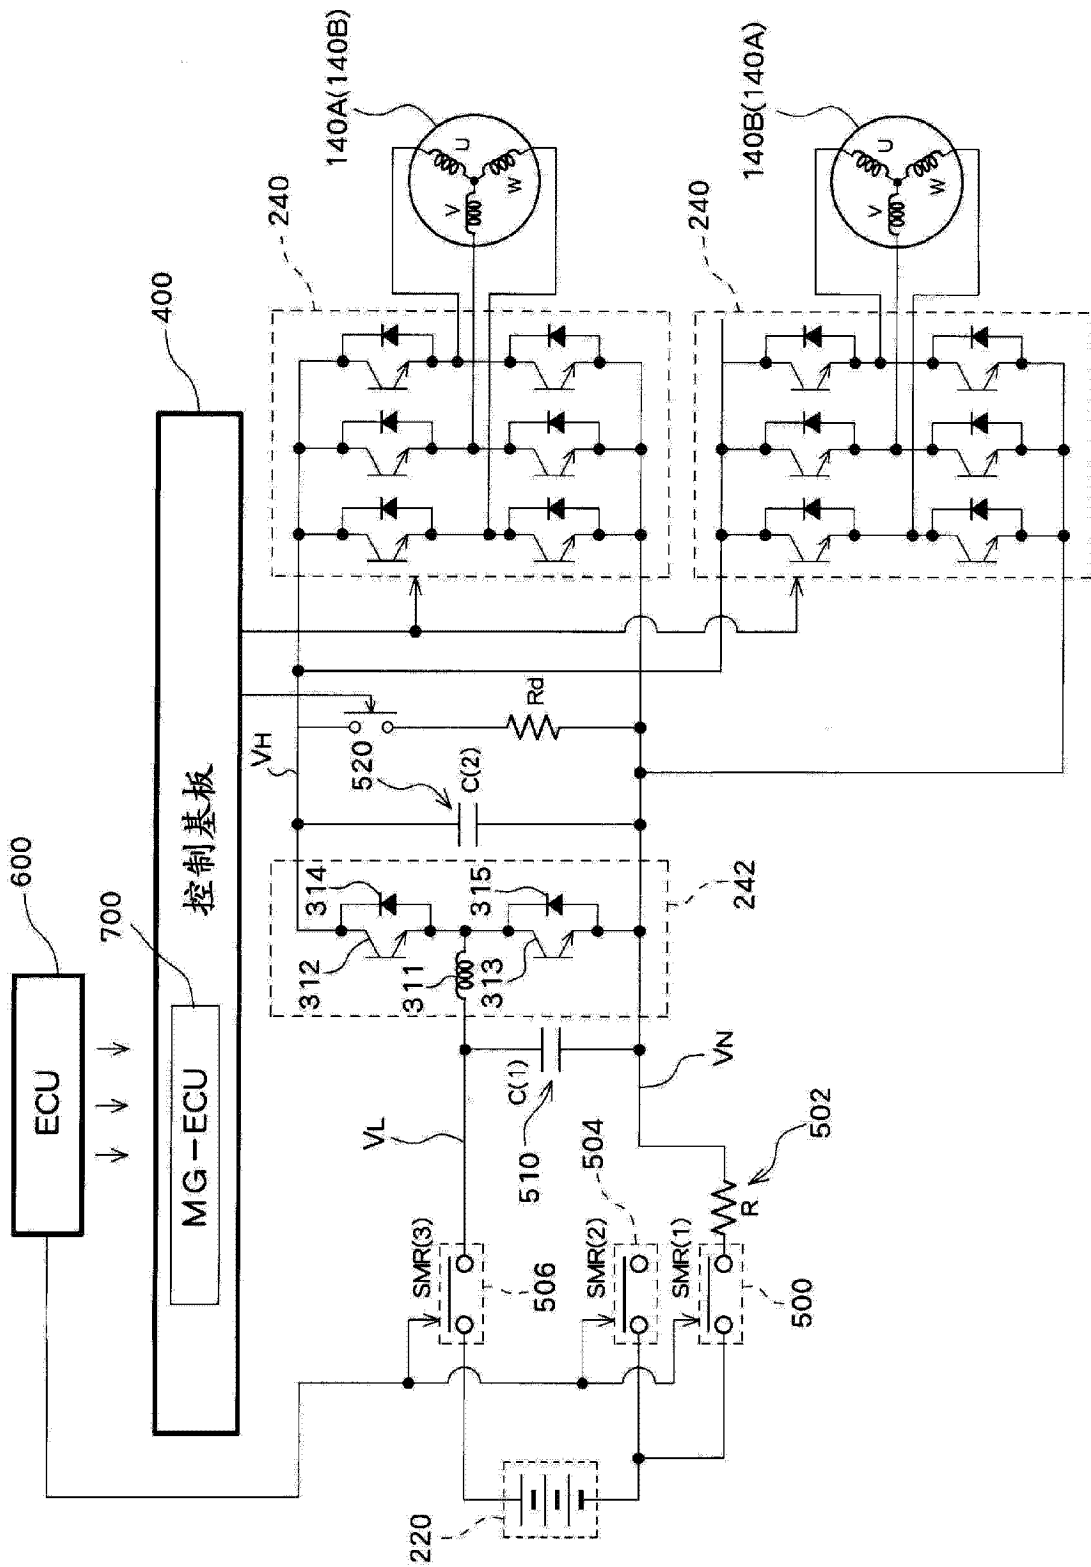 600
ECU
700
MG-ECU
控制基板
400
VH
520
C(2)
Rd
240
140A(140B)
U
V
W
240
140B(140A)
U
V
W
314
312
311
315
313
242
VL
C(1)
510
VN
SMR(3)
506
SMR(2)
504
SMR(1)
500
R
502
220